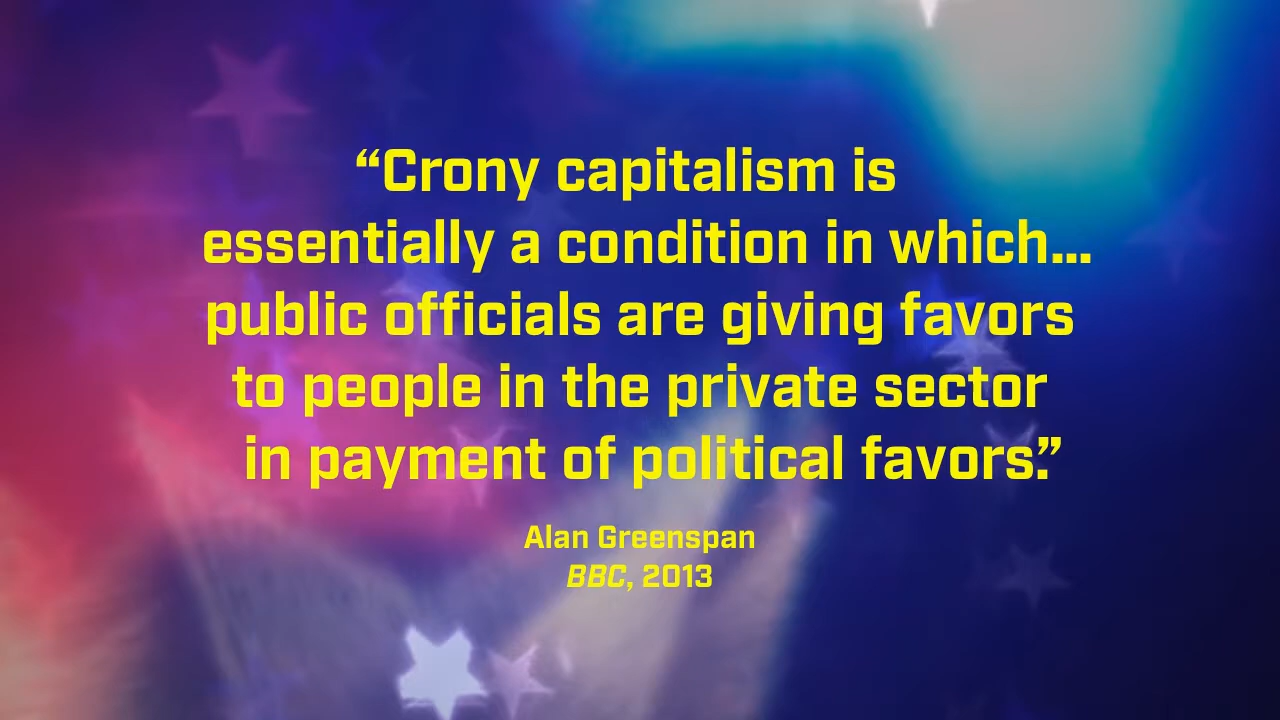 “Crony capitalism is
essentially a condition in which...
public officials are giving favors
to people in the private sector
in payment of political favors.”
Alan Greenspan
BBC, 2013